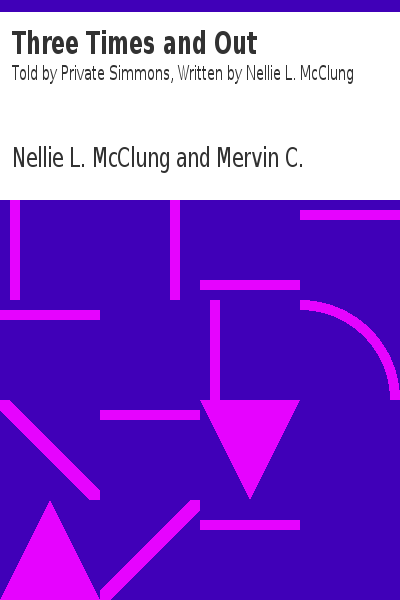 Three Times and Out
Told by Private Simmons, Written by Nellie L. McClung
Nellie L. McClung and Mervin C.